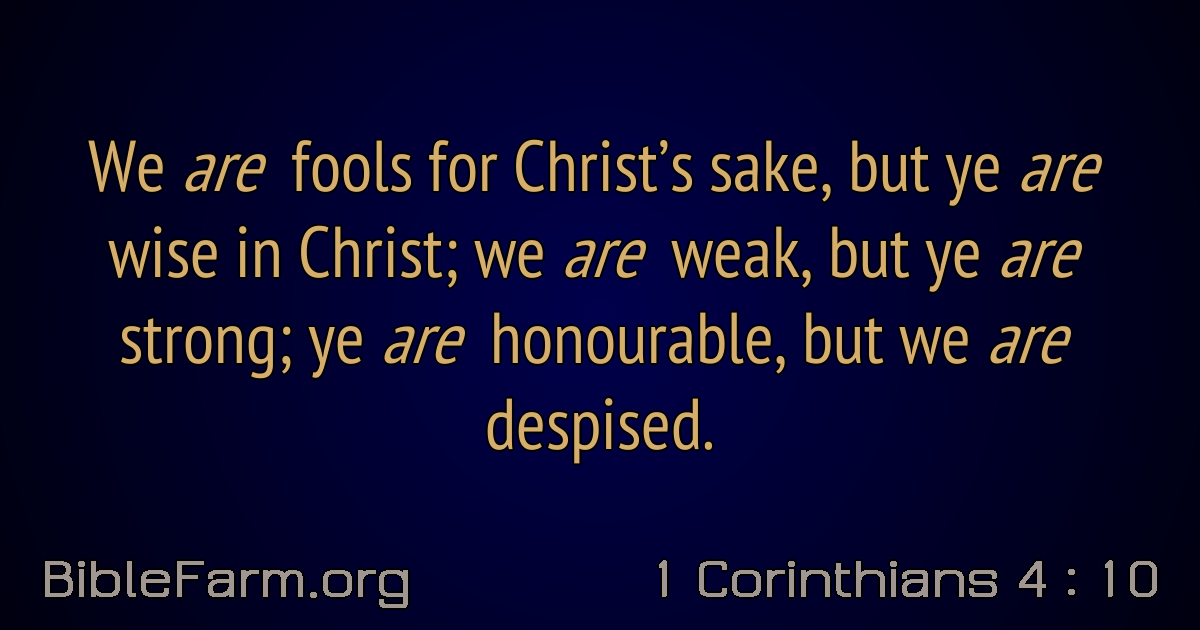 We are fools for Christ’s sake, but ye are
wise in Christ; we are weak, but ye are
strong; ye are honourable, but we are
despised.
BibleFarm.org
1 Corinthians 4 : 10